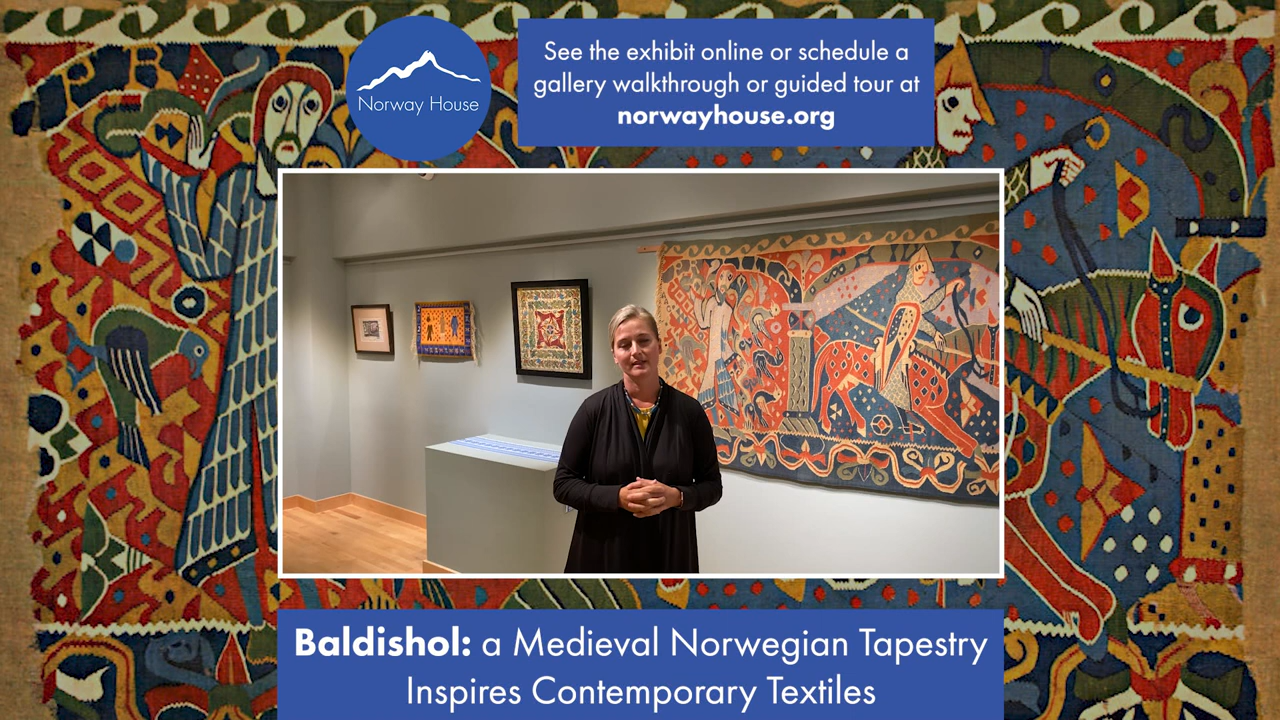 Norway House
See the exhibit online or schedule a
gallery walkthrough or guided tour at
norwayhouse.org
Baldishol: a Medieval Norwegian Tapestry
Inspires Contemporary Textiles